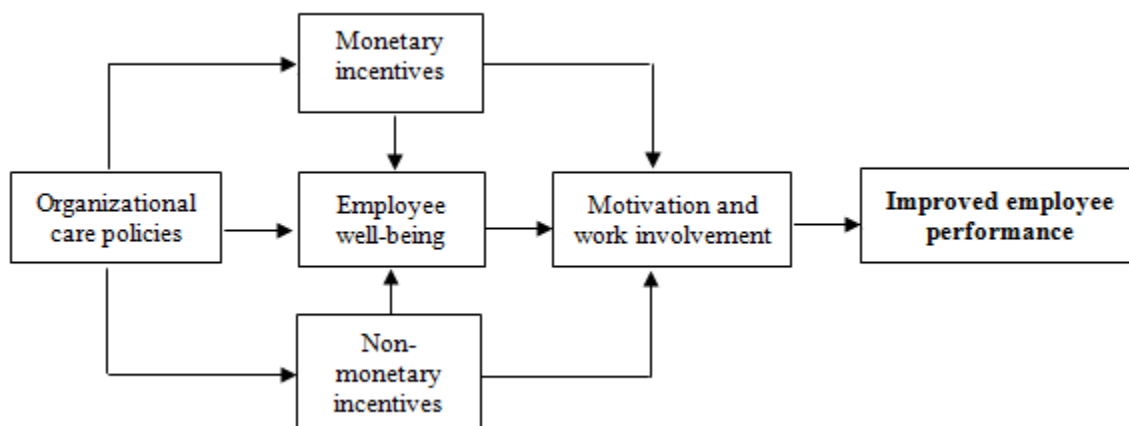 Monetary
incentives
Organizational
care policies
Employee
well-being
Motivation and
work involvement
Improved employee
performance
Non-
monetary
incentives